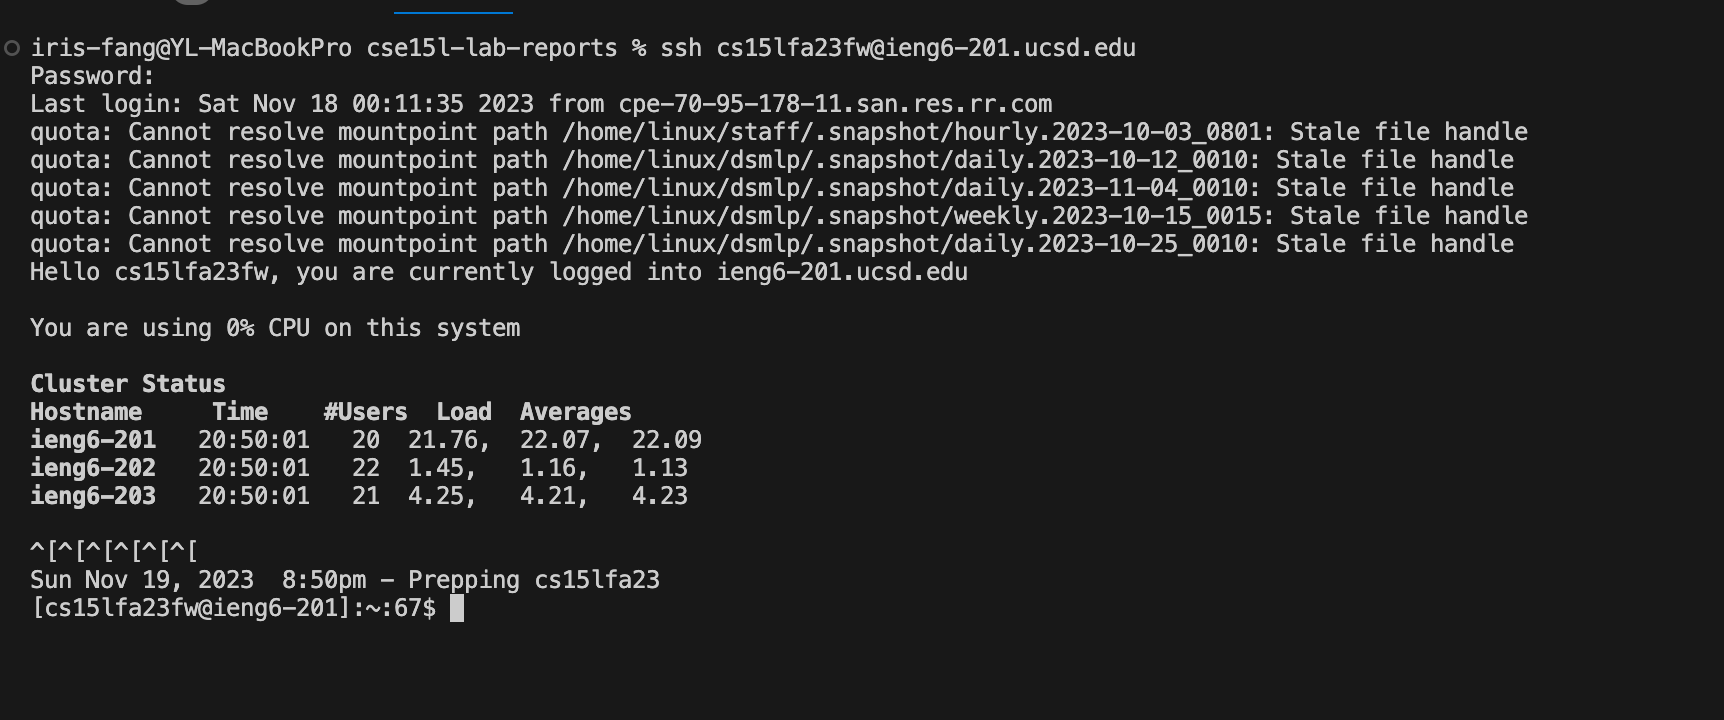 iris-fang@YL-MacBookPro cse15l-lab-reports % ssh cs15lfa23fw@ieng6-201.ucsd.edu
Password:
Last login: Sat Nov 18 00:11:35 2023 from cpe-70-95-178-11.san.res.rr.com
quota: Cannot resolve mountpoint path /home/linux/staff/.snapshot/hourly.2023-10-03_0801: Stale file handle
quota: Cannot resolve mountpoint path /home/linux/dsmlp/.snapshot/daily.2023-10-12_0010: Stale file handle
quota: Cannot resolve mountpoint path /home/linux/dsmlp/.snapshot/daily.2023-11-04_0010: Stale file handle
quota: Cannot resolve mountpoint path /home/linux/dsmlp/.snapshot/weekly.2023-10-15_0015: Stale file handle
quota: Cannot resolve mountpoint path /home/linux/dsmlp/.snapshot/daily.2023-10-25_0010: Stale file handle
Hello cs15lfa23fw, you are currently logged into ieng6-201.ucsd.edu
You are using 0% CPU on this system
Cluster Status
Hostname     Time    #Users  Load  Averages
ieng6-201   20:50:01   20  21.76,  22.07,  22.09
ieng6-202   20:50:01   22  1.45,   1.16,   1.13
ieng6-203   20:50:01   21  4.25,   4.21,   4.23
^[^[^[^[^[^[
Sun Nov 19, 2023  8:50pm - Prepping cs15lfa23
[cs15lfa23fw@ieng6-201]:~:67$